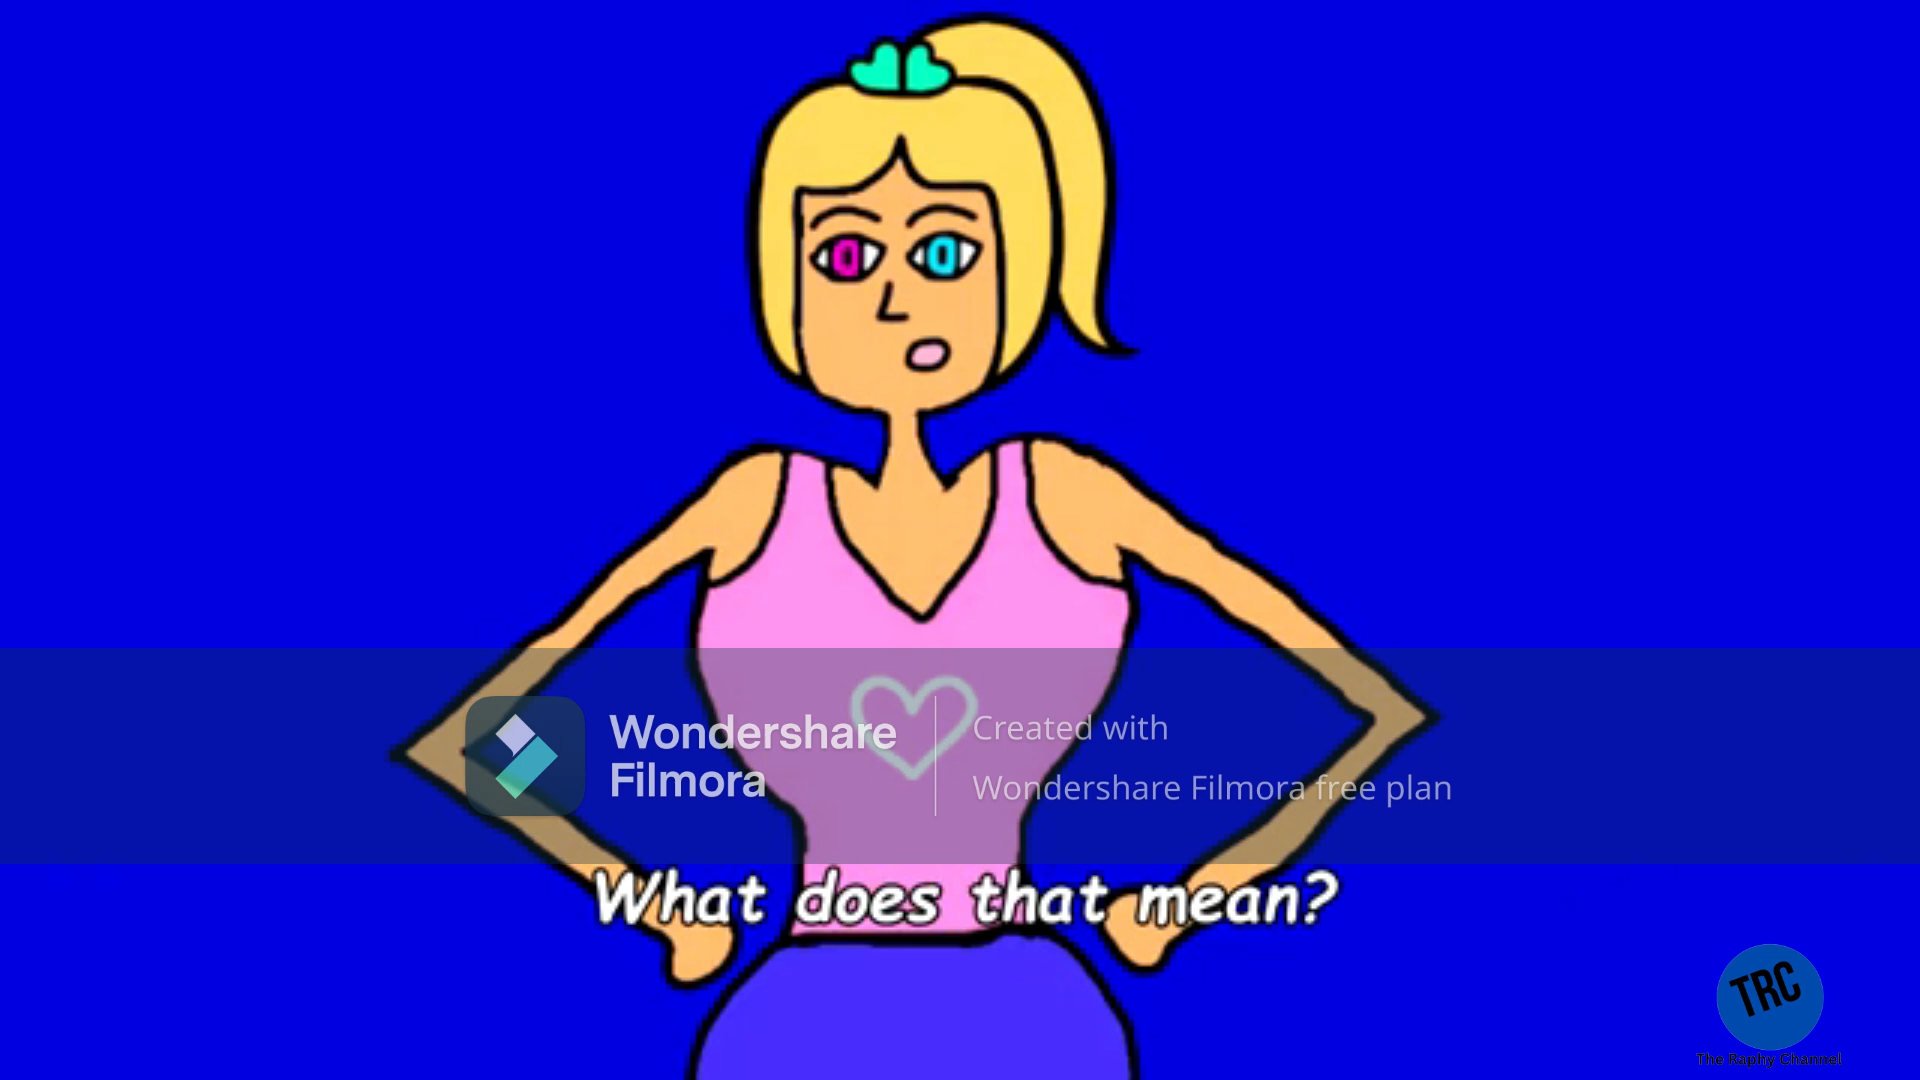 Wondershare
Filmora
Created with
Wondershare Filmora free plan
What does that mean?
TRC
The Raphy Channel